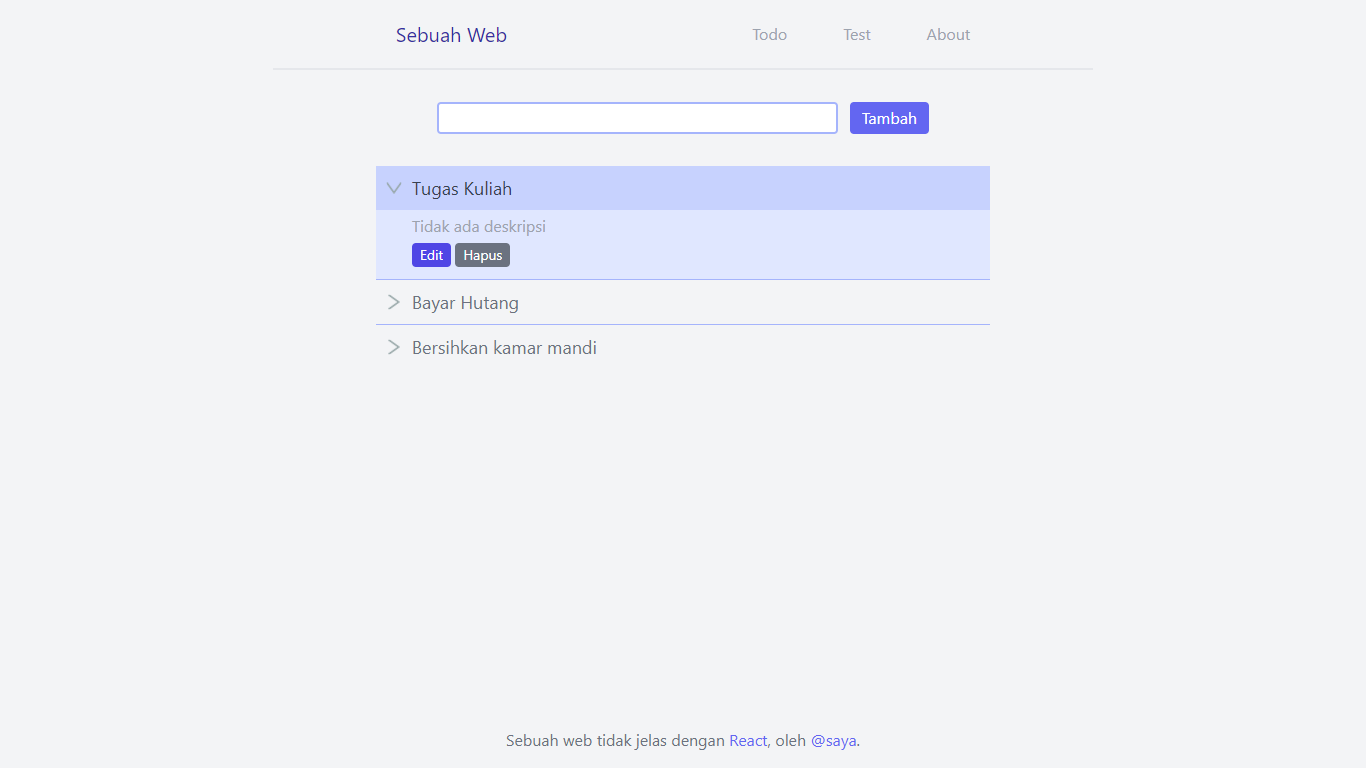 Sebuah Web Todo Test About
Tambah
Tugas Kuliah
Tidak ada deskripsi
Edit Hapus
Bayar Hutang
Bersihkan kamar mandi
Sebuah web tidak jelas dengan React, oleh @saya.